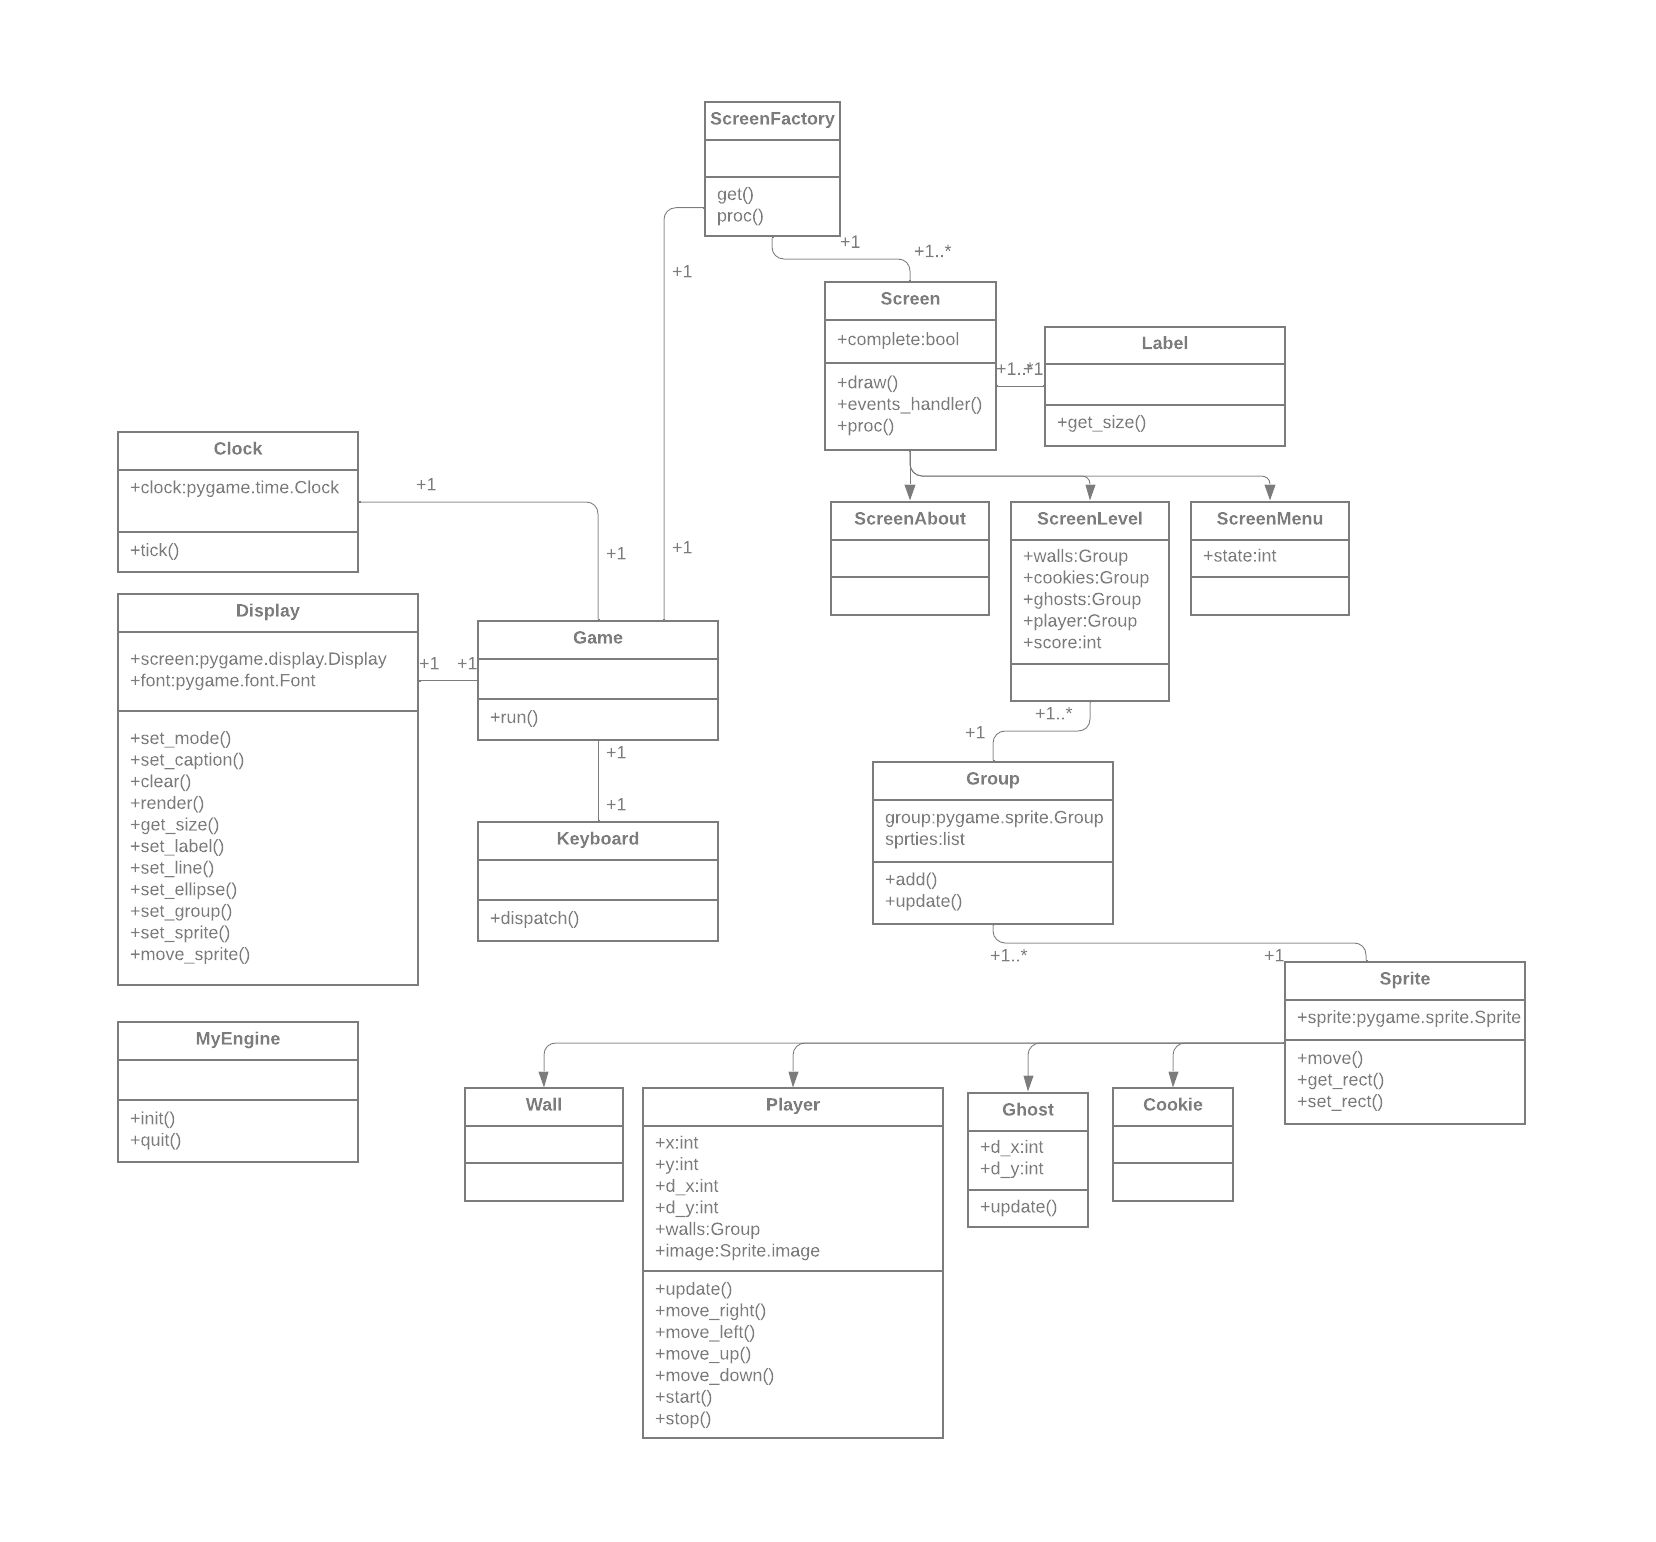 ScreenFactory
get()
proc()
+1
+1..*
+1
Screen
+complete:bool
+draw()
+events_handler()
+proc()
+1..*
+1
Label
+get_size()
Clock
+clock:pygame.time.Clock
+tick()
+1
+1
+1
ScreenAbout
ScreenLevel
+walls:Group
+cookies:Group
+ghosts:Group
+player:Group
+score:int
ScreenMenu
+state:int
Display
+screen:pygame.display.Display
+font:pygame.font.Font
+set_mode()
+set_caption()
+clear()
+render()
+get_size()
+set_label()
+set_line()
+set_ellipse()
+set_group()
+set_sprite()
+move_sprite()
+1
+1
Game
+run()
+1
+1
Keyboard
+dispatch()
+1..*
+1
Group
group:pygame.sprite.Group
sprties:list
+add()
+update()
+1..*
+1
Sprite
+sprite:pygame.sprite.Sprite
+move()
+get_rect()
+set_rect()
MyEngine
+init()
+quit()
Wall
Player
+x:int
+y:int
+d_x:int
+d_y:int
+walls:Group
+image:Sprite.image
+update()
+move_right()
+move_left()
+move_up()
+move_down()
+start()
+stop()
Ghost
+d_x:int
+d_y:int
+update()
Cookie